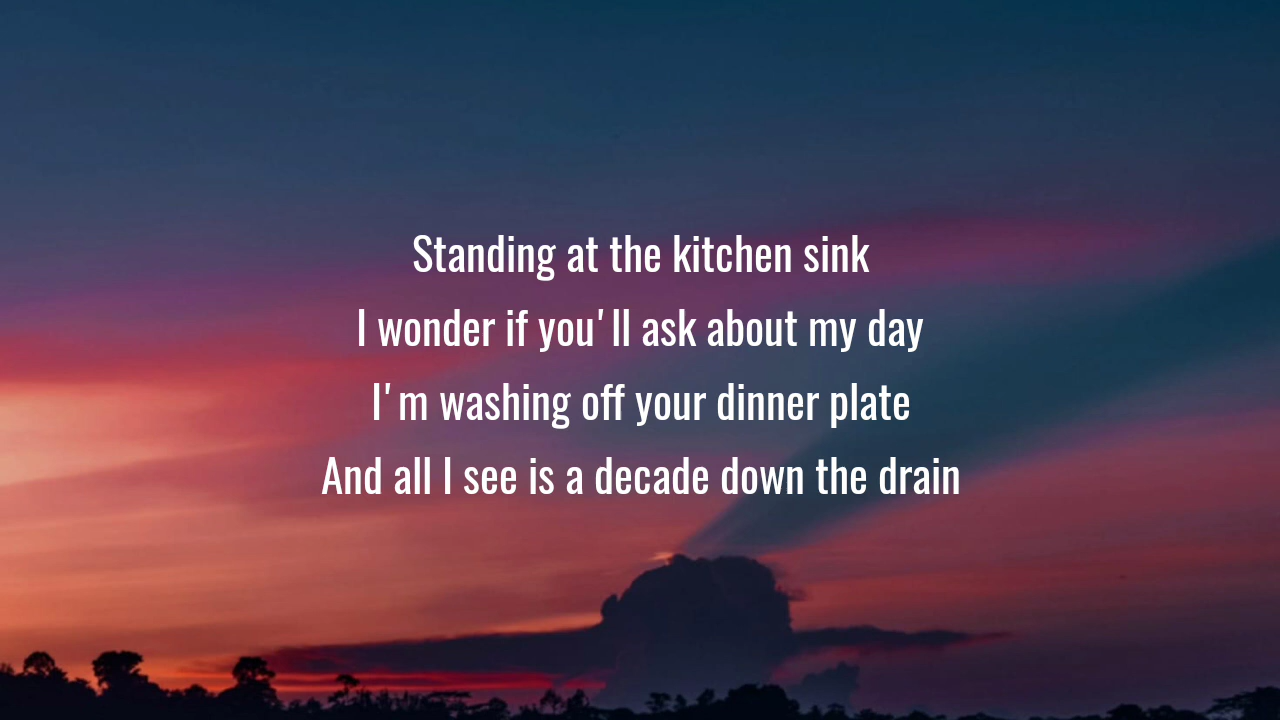 Standing at the kitchen sink
I wonder if you'll ask about my day
I'm washing off your dinner plate
And all I see is a decade down the drain